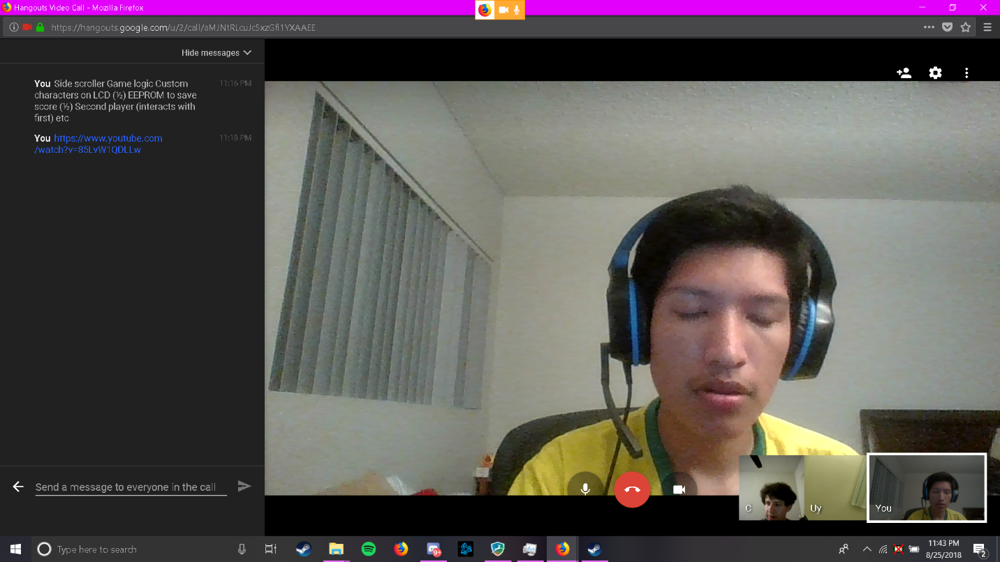 Hangouts Video Call - Mozilla Firefox
https://hangouts.google.com/u/2/call/aMJNtRLcuJc5xzGfi1YXAAEE
Hide messages
You Side scroller Game logic Custom 11:16 PM
characters on LCD (½) EEPROM to save
score (½) Second player (interacts with
first) etc
You https://www.youtube.com 11:18 PM
/watch?v=85LvW1QDLLw
Send a message to everyone in the call
C
Uy
You
Type here to search
9+
11:43 PM
8/25/2018
2